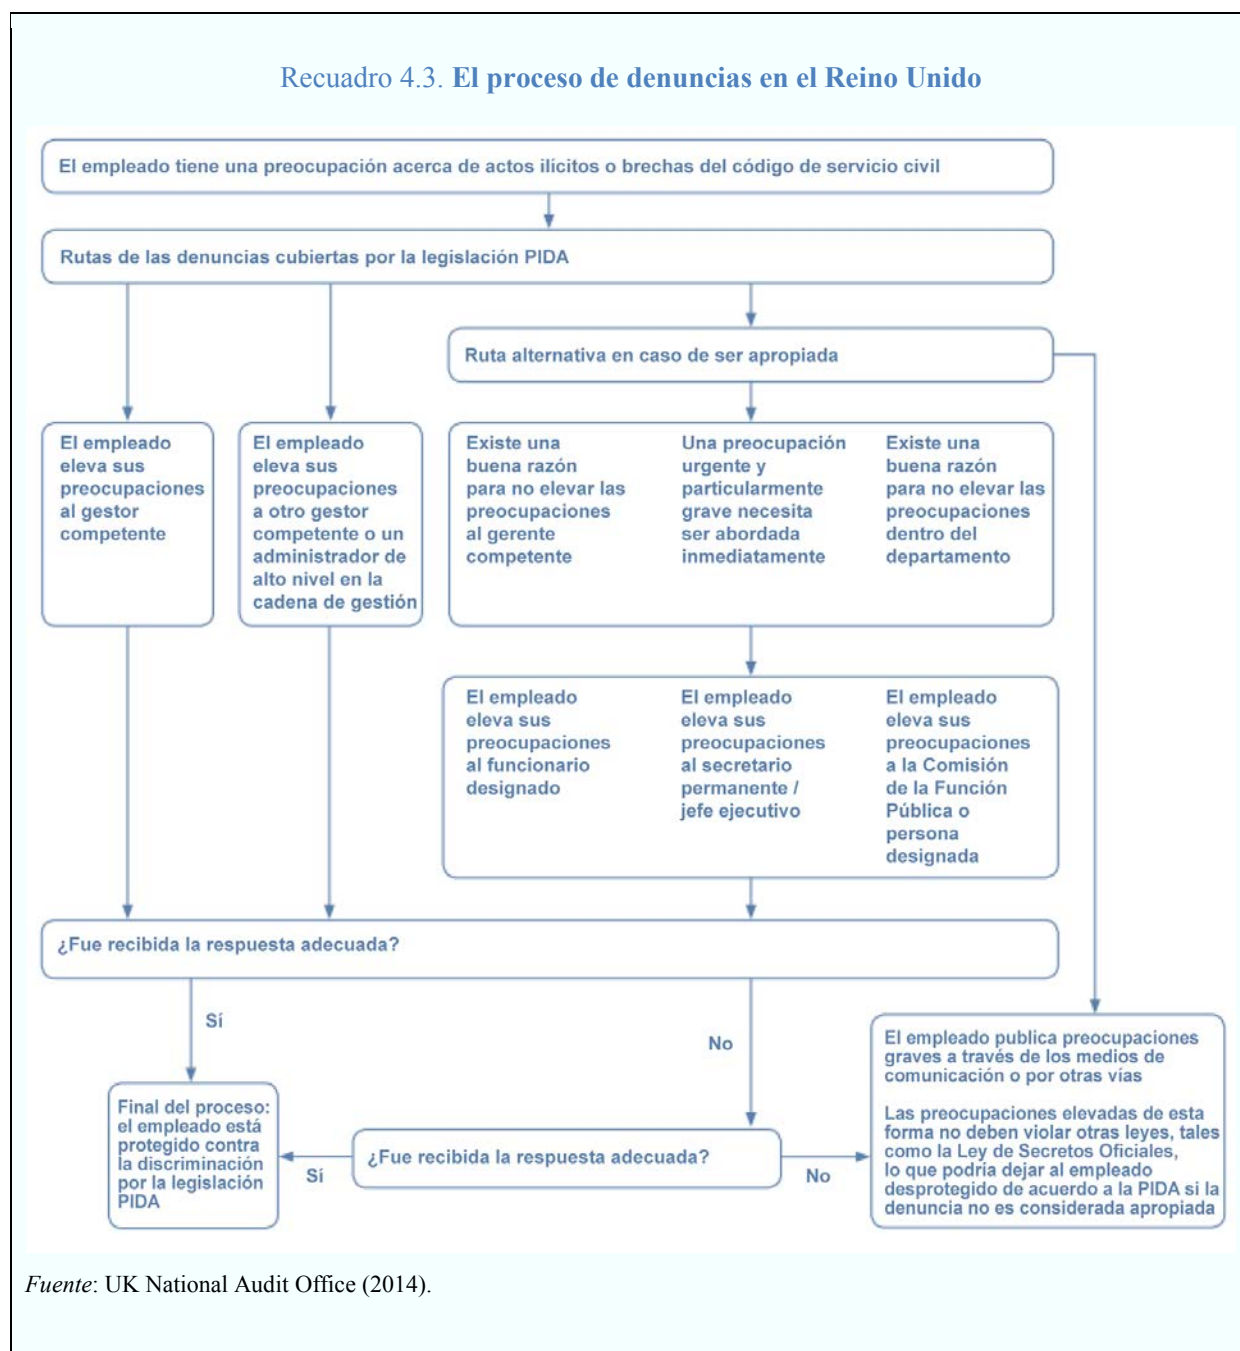 Recuadro 4.3. El proceso de denuncias en el Reino Unido
El empleado tiene una preocupación acerca de actos ilícitos o brechas del código de servicio civil
Rutas de las denuncias cubiertas por la legislación PIDA
Ruta alternativa en caso de ser apropiada
El empleado
eleva sus
preocupaciones
al gestor
competente
El empleado
eleva sus
preocupaciones
a otro gestor
competente o un
administrador de
alto nivel en la
cadena de gestión
Existe una
buena razón
para no elevar las
preocupaciones
al gerente
competente
Una preocupación
urgente y
particularmente
grave necesita
ser abordada
inmediatamente
Existe una
buena razón
para no elevar las
preocupaciones
dentro del
departamento
El empleado
eleva sus
preocupaciones
al funcionario
designado
El empleado
eleva sus
preocupaciones
al secretario
permanente /
jefe ejecutivo
El empleado
eleva sus
preocupaciones
a la Comisión
de la Función
Pública o
persona
designada
¿Fue recibida la respuesta adecuada?
Sí
No
Final del proceso:
el empleado está
protegido contra
la discriminación
por la legislación
PIDA
Sí
¿Fue recibida la respuesta adecuada?
No
El empleado publica preocupaciones
graves a través de los medios de
comunicación o por otras vías
Las preocupaciones elevadas de esta
forma no deben violar otras leyes, tales
como la Ley de Secretos Oficiales,
lo que podría dejar al empleado
desprotegido de acuerdo a la PIDA si la
denuncia no es considerada apropiada
Fuente: UK National Audit Office (2014).